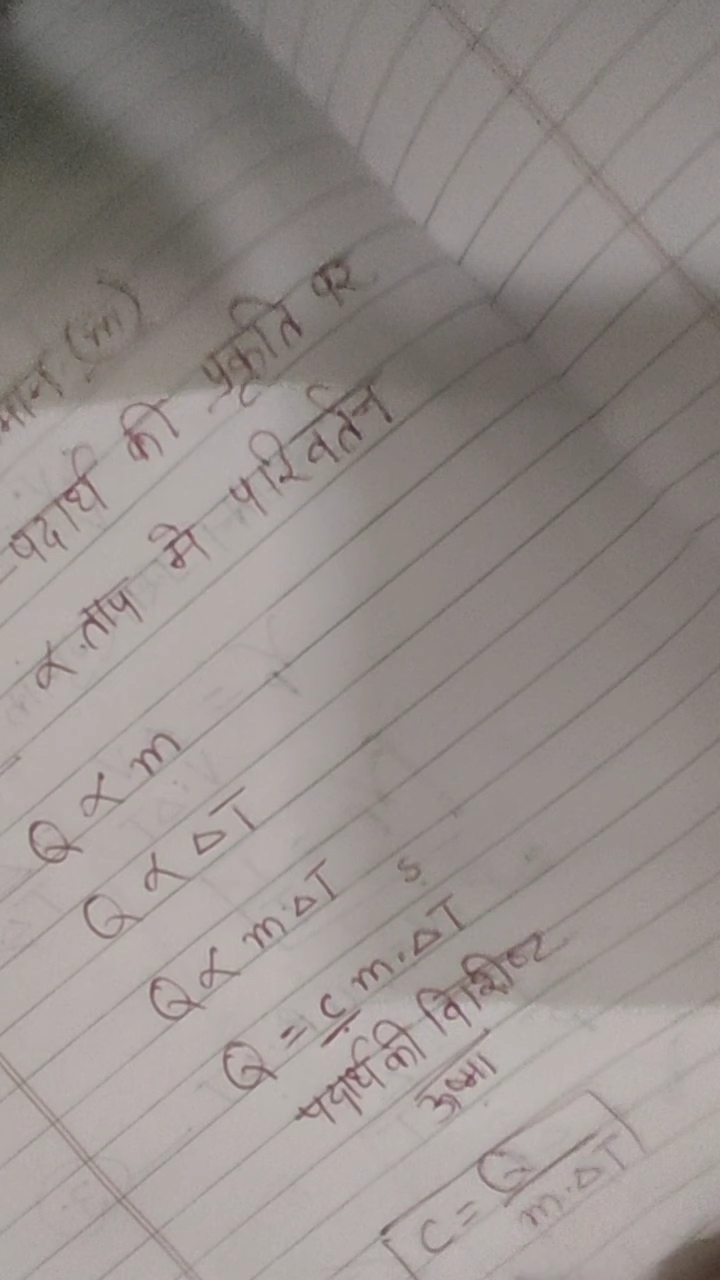 (m)
पदार्थ की प्रकृति पर
∝ ताप मे परिवर्तन
Q ∝ m
Q ∝ ΔT
Q ∝ m.ΔT S
Q = c m.ΔT
पदार्थ की विशिष्ट
ऊष्मा
C = Q / m.ΔT